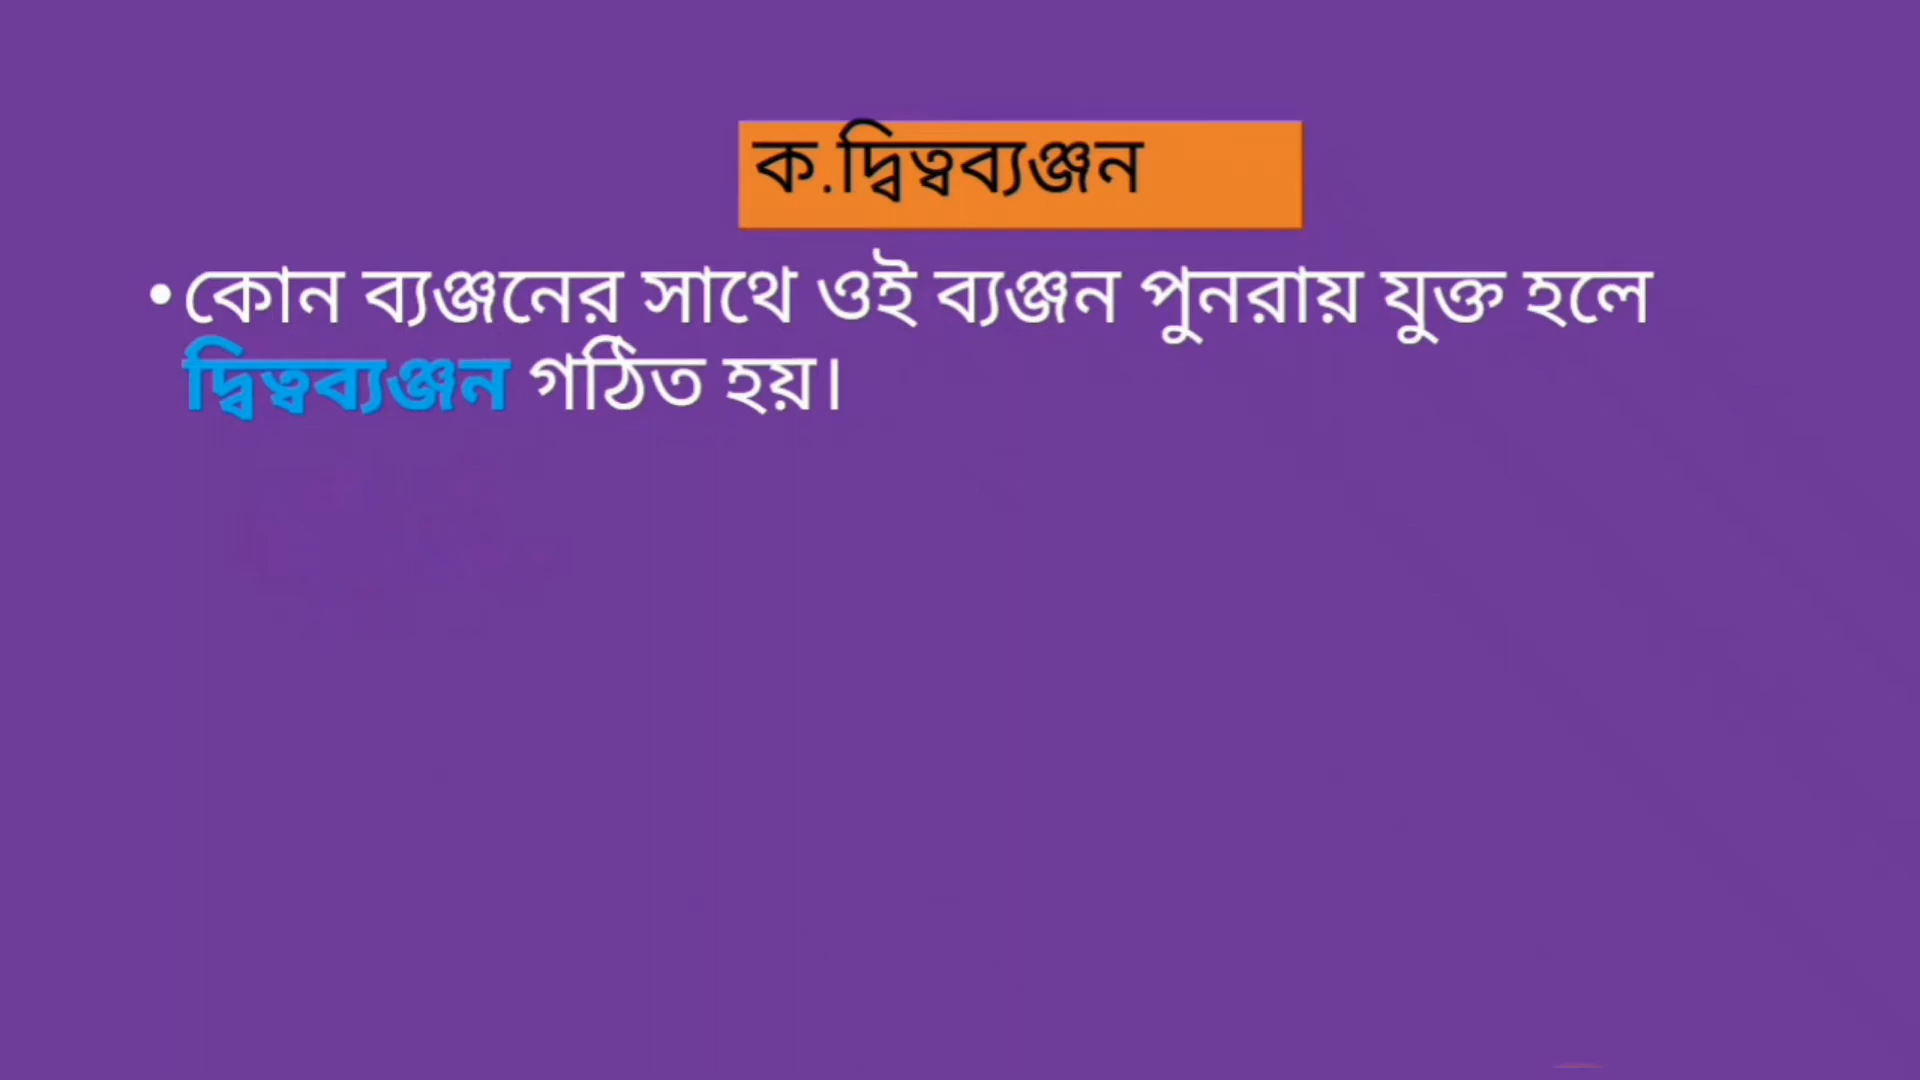 ক.দ্বিত্বব্যঞ্জন
•কোন ব্যঞ্জনের সাথে ওই ব্যঞ্জন পুনরায় যুক্ত হলে
দ্বিত্বব্যঞ্জন গঠিত হয়।